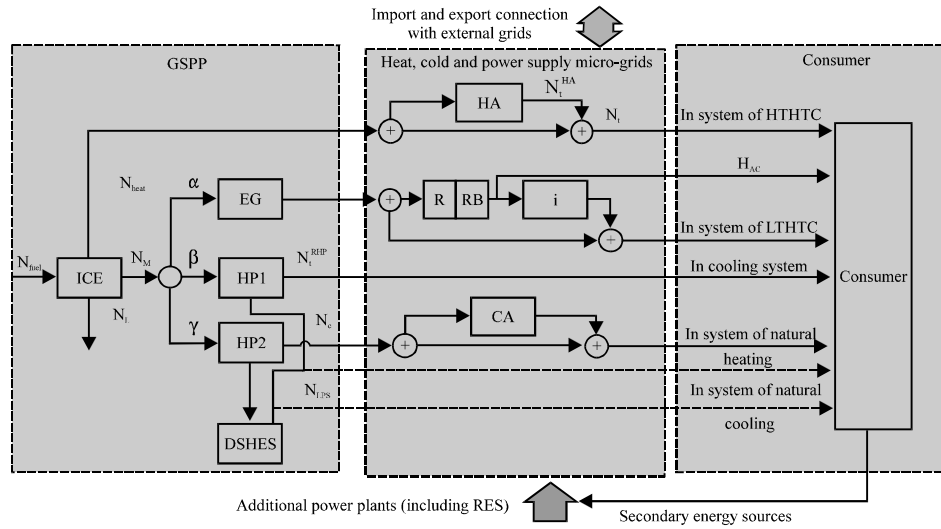 Import and export connection
with external grids
GSPP
Heat, cold and power supply micro-grids
Consumer
N_t^HA
HA
N_t
In system of HTHTC
+
+
H_AC
N_heat
α
EG
+
R
RB
i
In system of LTHTC
+
N_fuel
ICE
N_M
β
HP1
N_t^RHP
In cooling system
Consumer
N_L
γ
HP2
N_c
CA
In system of natural
heating
+
+
N_LPS
In system of natural
cooling
DSHES
Additional power plants (including RES)
Secondary energy sources